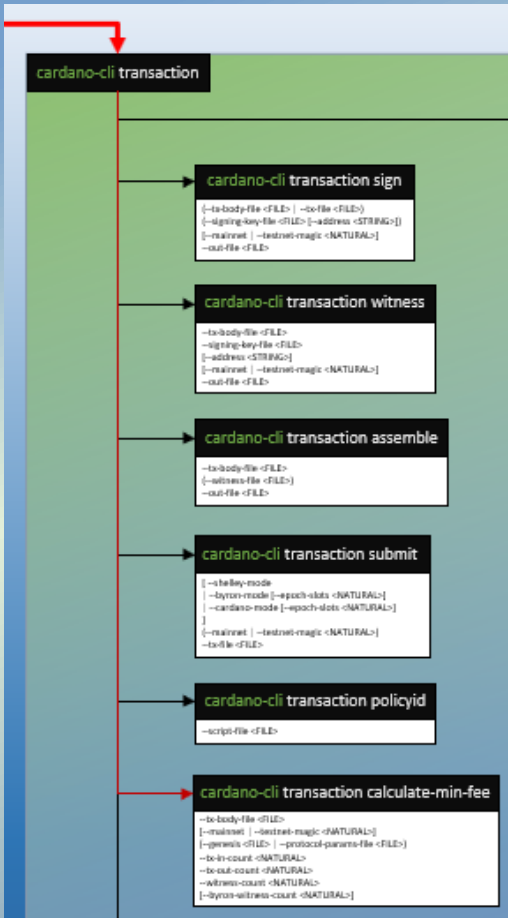 cardano-cli transaction
cardano-cli transaction sign
(--tx-body-file <FILE> | --tx-file <FILE>)
(--signing-key-file <FILE> [--address <STRING>])
[--mainnet | --testnet-magic <NATURAL>]
--out-file <FILE>
cardano-cli transaction witness
--tx-body-file <FILE>
--signing-key-file <FILE>
[--address <STRING>]
[--mainnet | --testnet-magic <NATURAL>]
--out-file <FILE>
cardano-cli transaction assemble
--tx-body-file <FILE>
(--witness-file <FILE>)
--out-file <FILE>
cardano-cli transaction submit
[ --shelley-mode
| --byron-mode [--epoch-slots <NATURAL>]
| --cardano-mode [--epoch-slots <NATURAL>]
]
(--mainnet | --testnet-magic <NATURAL>)
--tx-file <FILE>
cardano-cli transaction policyid
--script-file <FILE>
cardano-cli transaction calculate-min-fee
--tx-body-file <FILE>
[--mainnet | --testnet-magic <NATURAL>]
(--genesis <FILE> | --protocol-params-file <FILE>)
--tx-in-count <NATURAL>
--tx-out-count <NATURAL>
--witness-count <NATURAL>
[--byron-witness-count <NATURAL>]